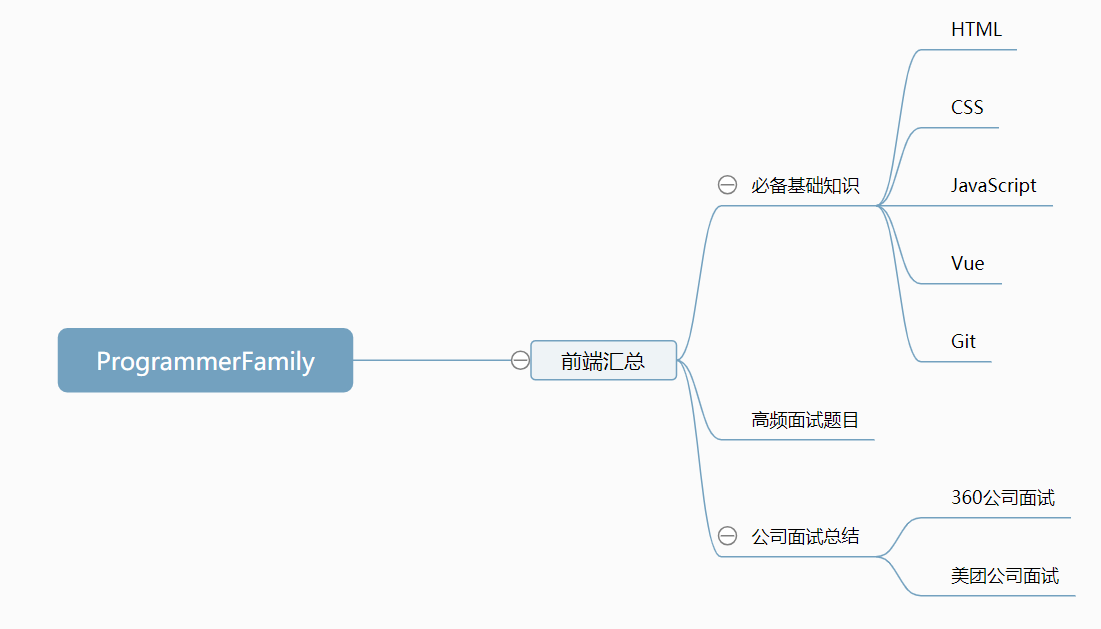 ProgrammerFamily
前端汇总
必备基础知识
HTML
CSS
JavaScript
Vue
Git
高频面试题目
公司面试总结
360公司面试
美团公司面试